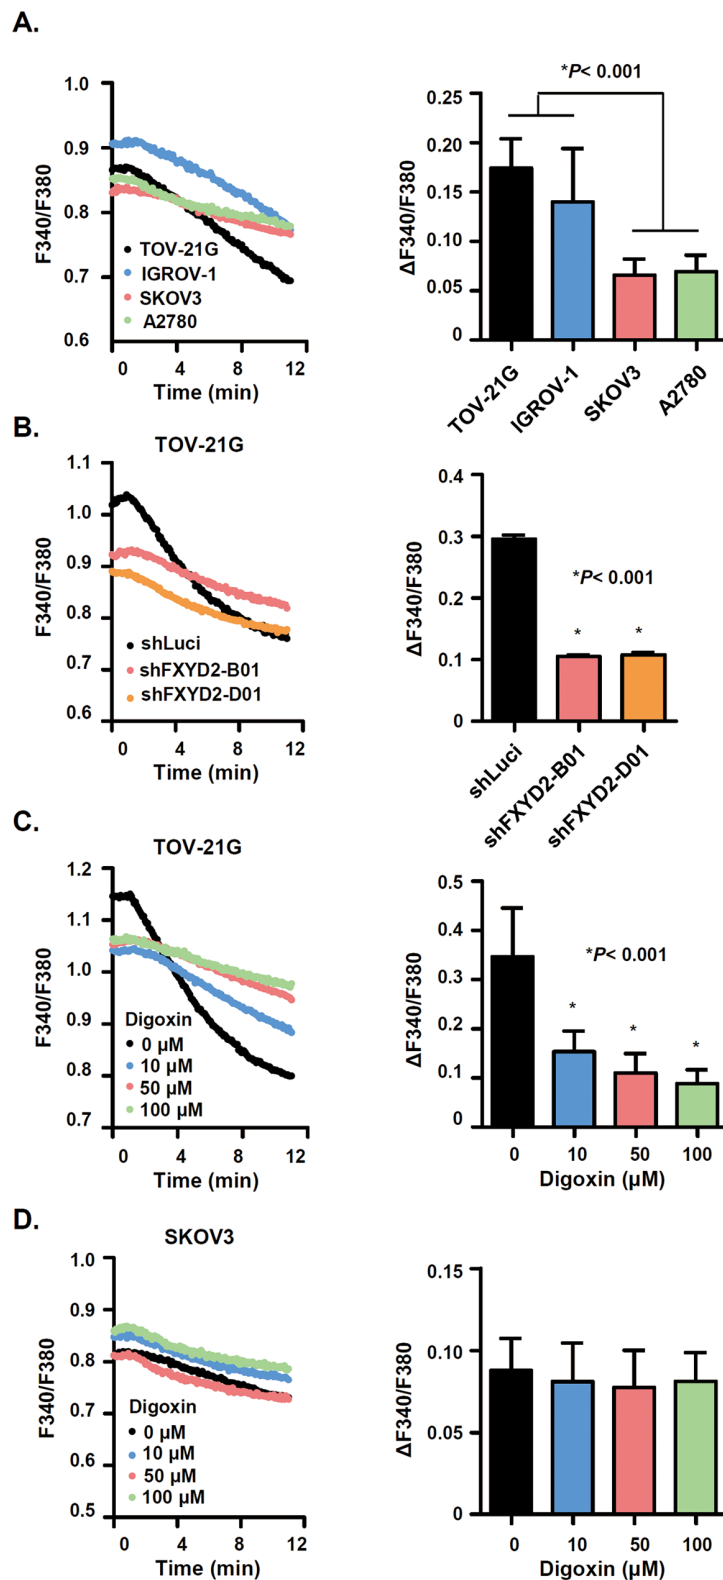 A.
F340/F380
1.0
0.9
0.8
0.7
0.6
TOV-21G
IGROV-1
SKOV3
A2780
0 4 8 12
Time (min)
*P< 0.001
ΔF340/F380
0.25
0.20
0.15
0.10
0.05
0
TOV-21G
IGROV-1
SKOV3
A2780
B.
TOV-21G
F340/F380
1.1
1.0
0.9
0.8
0.7
0.6
shLuci
shFXYD2-B01
shFXYD2-D01
0 4 8 12
Time (min)
ΔF340/F380
0.3
0.2
0.1
0
*P< 0.001
* *
shLuci
shFXYD2-B01
shFXYD2-D01
C.
TOV-21G
F340/F380
1.2
1.1
1.0
1.0
0.9
0.8
0.7
Digoxin
0 µM
10 µM
50 µM
100 µM
0 4 8 12
Time (min)
ΔF340/F380
0.5
0.4
0.3
0.2
0.1
0
*P< 0.001
* * *
0 10 50 100
Digoxin (µM)
D.
SKOV3
F340/F380
1.0
0.9
0.8
0.7
0.6
0.5
Digoxin
0 µM
10 µM
50 µM
100 µM
0 4 8 12
Time (min)
ΔF340/F380
0.15
0.10
0.05
0
0 10 50 100
Digoxin (µM)